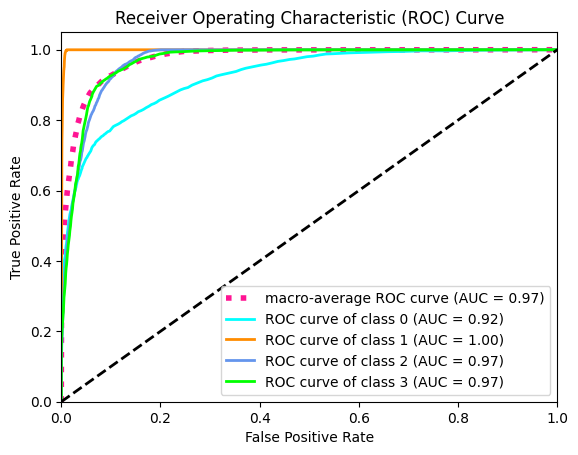 Receiver Operating Characteristic (ROC) Curve
1.0
0.8
0.6
0.4
0.2
0.0
True Positive Rate
macro-average ROC curve (AUC = 0.97)
ROC curve of class 0 (AUC = 0.92)
ROC curve of class 1 (AUC = 1.00)
ROC curve of class 2 (AUC = 0.97)
ROC curve of class 3 (AUC = 0.97)
0.0 0.2 0.4 0.6 0.8 1.0
False Positive Rate